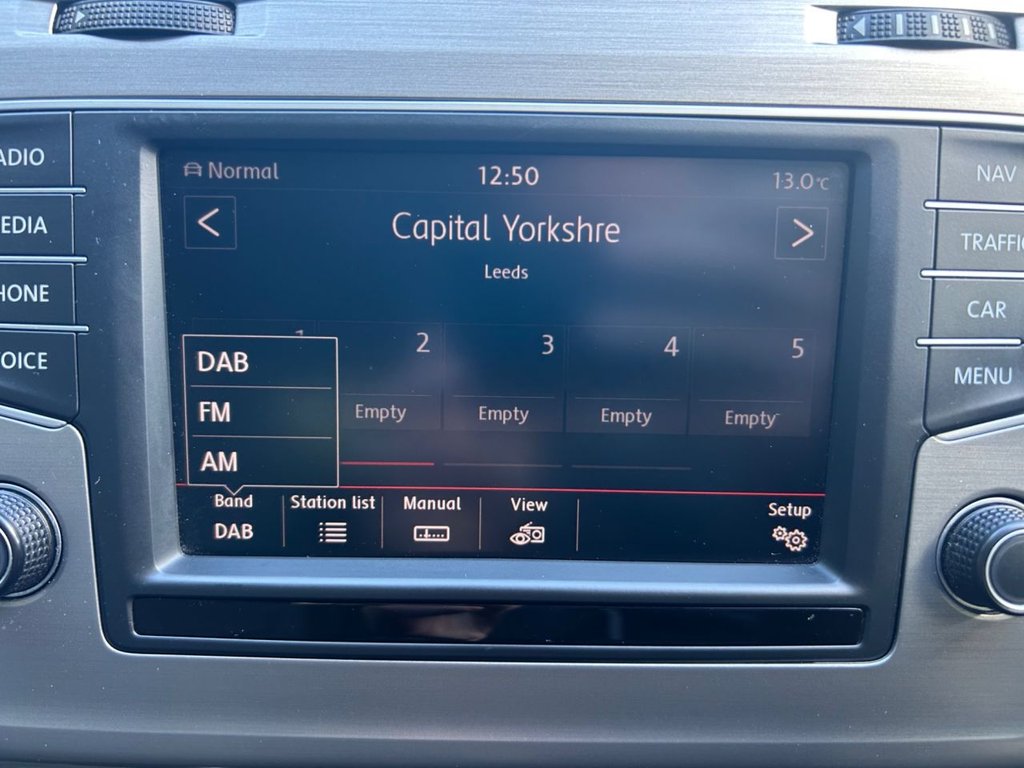 Normal 12:50 13.0°C
< Capital Yorkshre >
Leeds
ADIO
EDIA
HONE
OICE
NAV
TRAFFIC
CAR
MENU
1 2 3 4 5
Empty Empty Empty Empty
DAB
FM
AM
Band Station list Manual View Setup
DAB